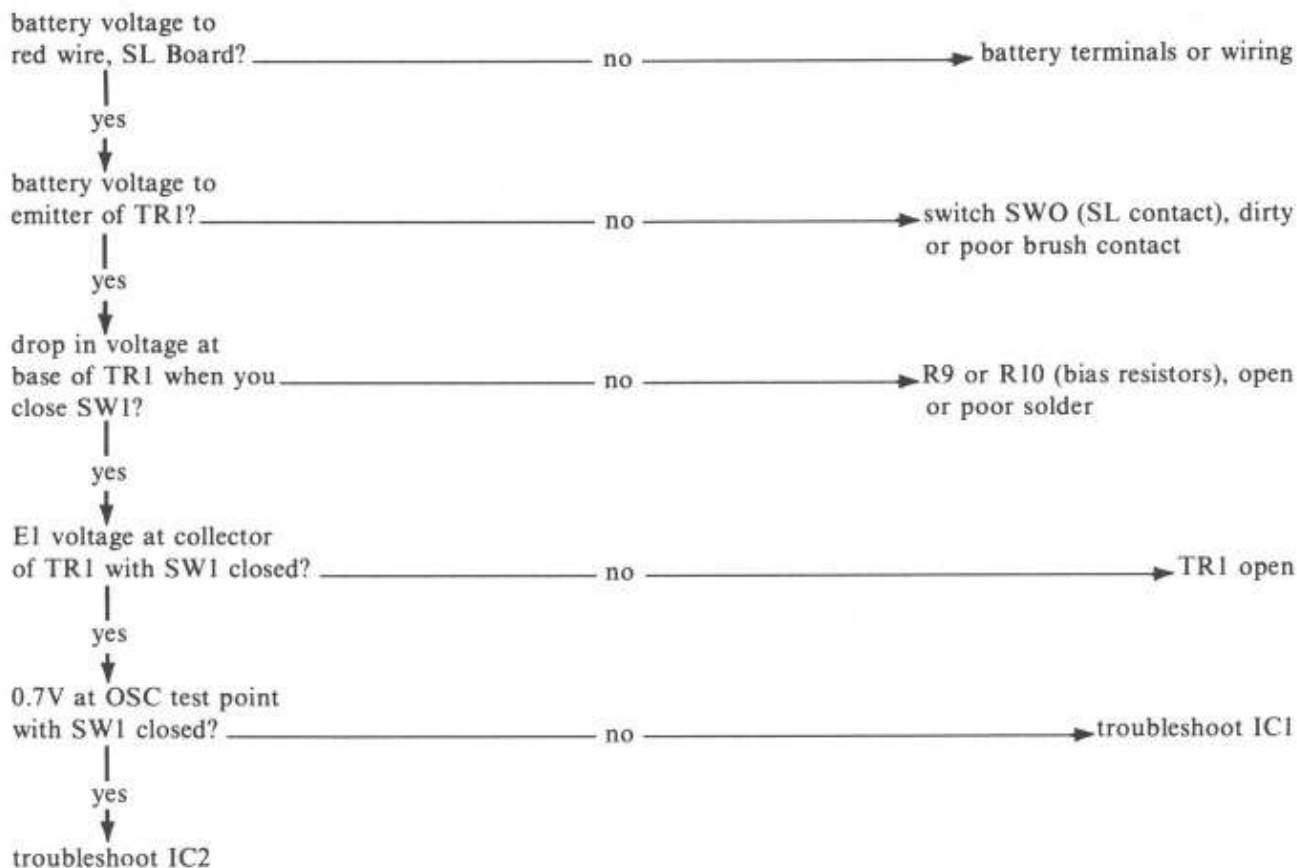 battery voltage to
red wire, SL Board?
no
battery terminals or wiring
yes
battery voltage to
emitter of TR1?
no
switch SWO (SL contact), dirty
or poor brush contact
yes
drop in voltage at
base of TR1 when you
close SW1?
no
R9 or R10 (bias resistors), open
or poor solder
yes
E1 voltage at collector
of TR1 with SW1 closed?
no
TR1 open
yes
0.7V at OSC test point
with SW1 closed?
no
troubleshoot IC1
yes
troubleshoot IC2